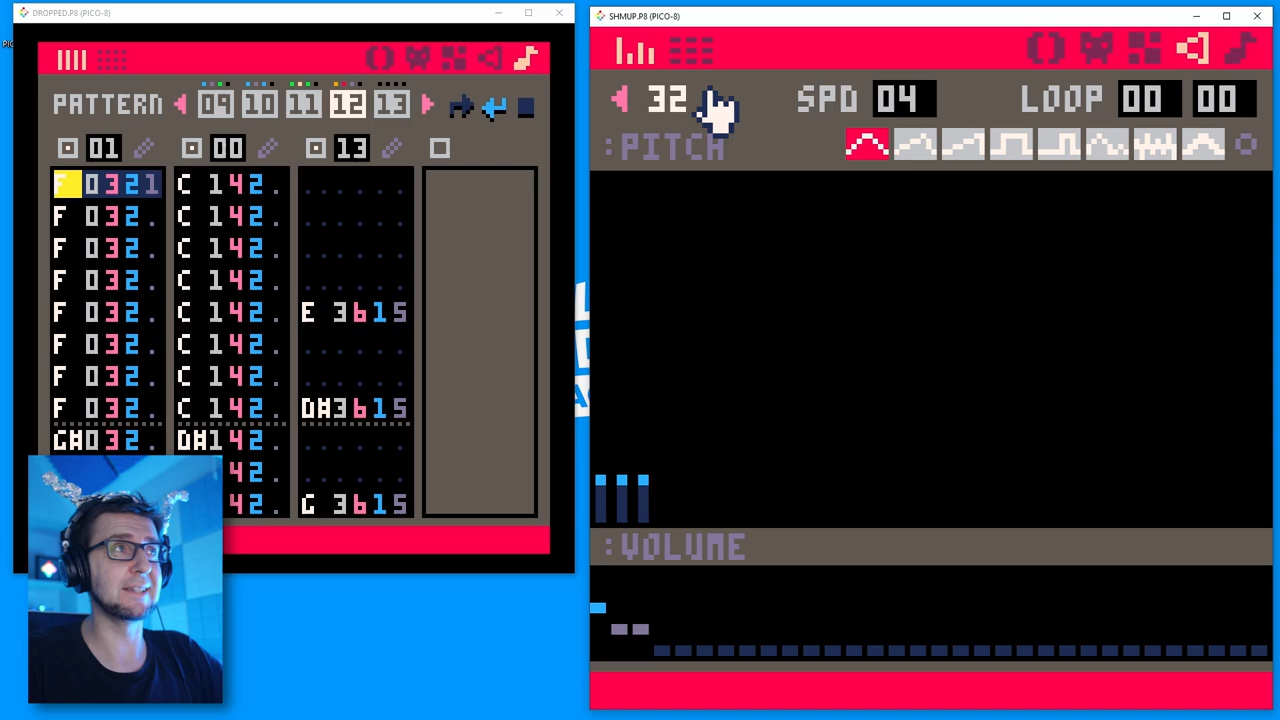 DROPPED.P8 (PICO-8)
PATTERN 09 10 11 12 13
01 00 13
F 0321 C 142. ......
F 032. C 142. ......
F 032. C 142. ......
F 032. C 142. ......
F 032. C 142. E 3615
F 032. C 142. ......
F 032. C 142. ......
F 032. C 142. D#3615
G#032. D#142. ......
42. ......
42. G 3615
SHMUP.P8 (PICO-8)
32 SPD 04 LOOP 00 00
:PITCH
:VOLUME